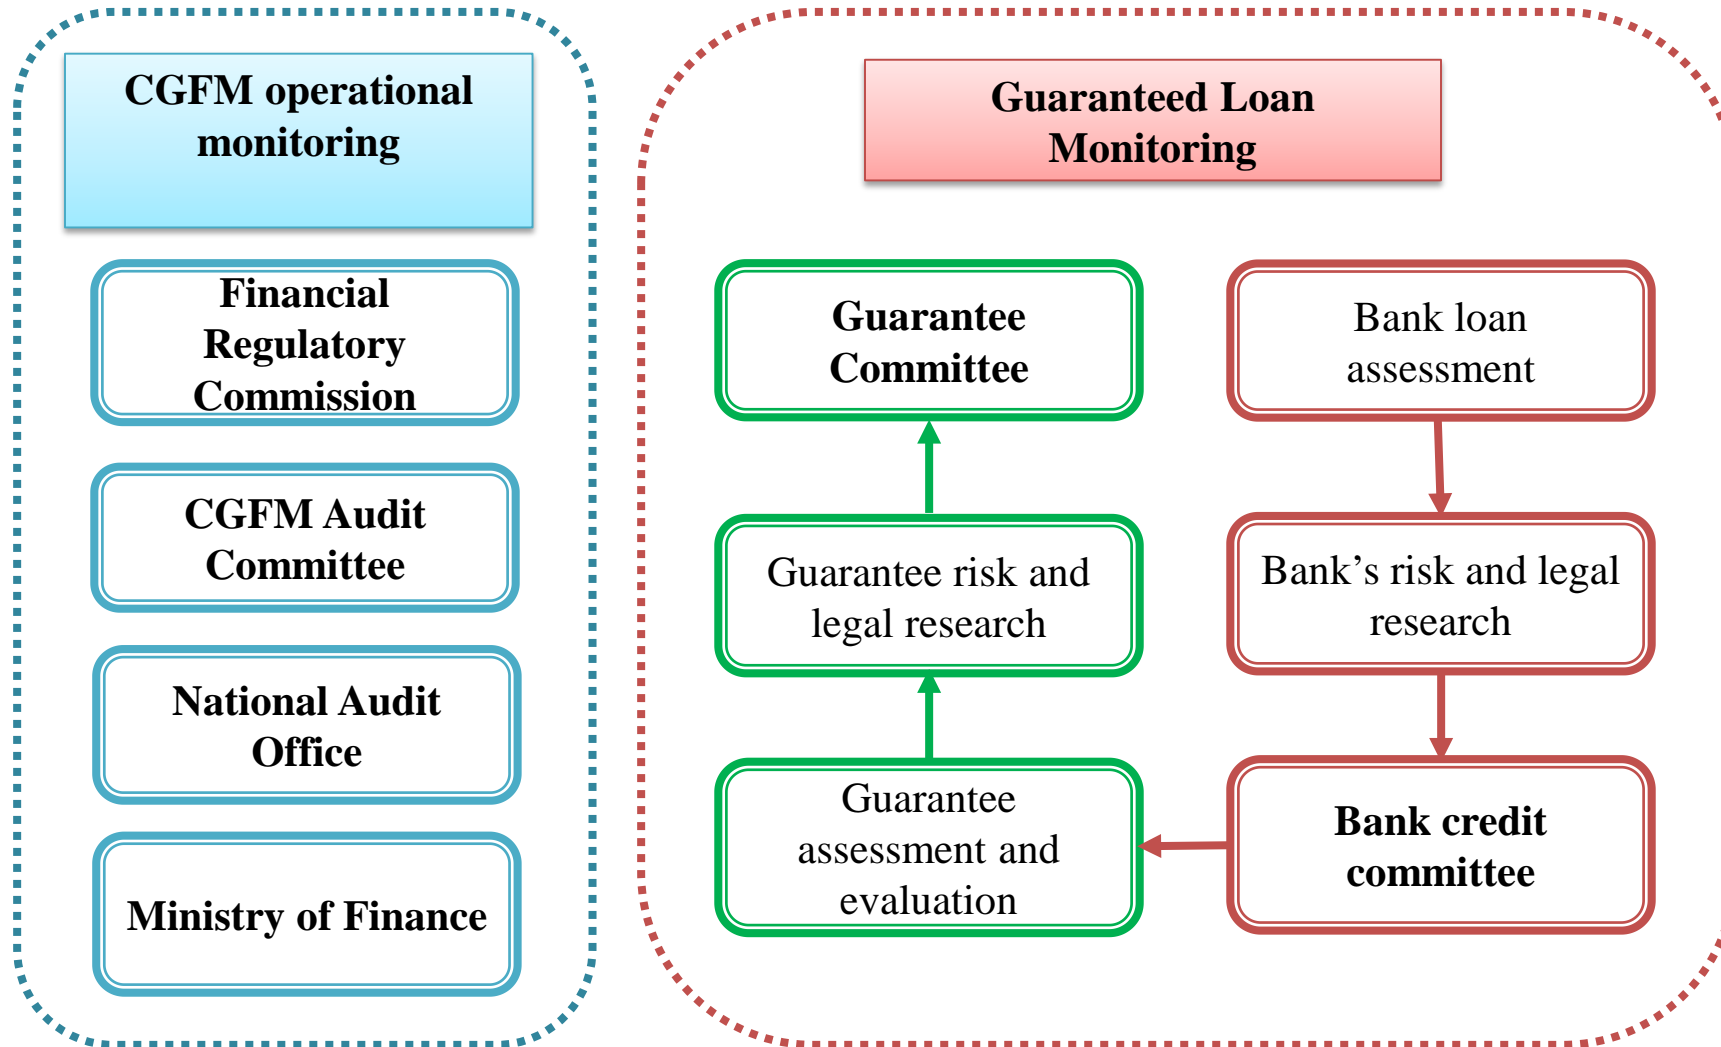 CGFM operational
monitoring
Financial
Regulatory
Commission
CGFM Audit
Committee
National Audit
Office
Ministry of Finance
Guaranteed Loan
Monitoring
Guarantee
Committee
Guarantee risk and
legal research
Guarantee
assessment and
evaluation
Bank loan
assessment
Bank’s risk and legal
research
Bank credit
committee